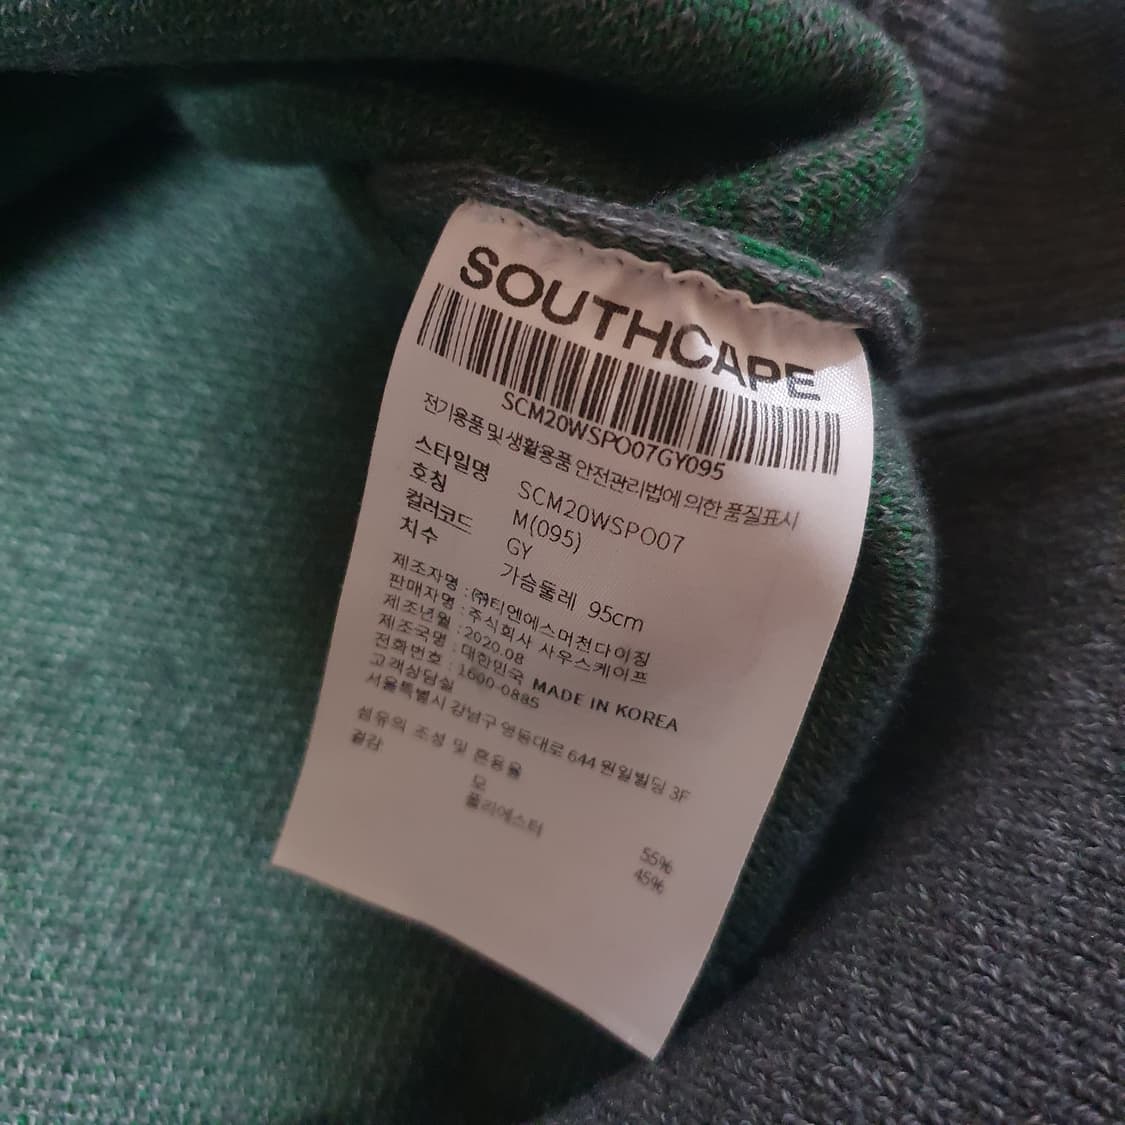 SOUTHCAPE
SCM20WSPO07GY095
전기용품 및 생활용품 안전관리법에 의한 품질표시
스타일명 SCM20WSPO07
호칭 M(095)
컬러코드 GY
치수 가슴둘레 95cm
제조자명 : ㈜티엔에스머천다이징
판매자명 : 주식회사 사우스케이프
제조년월 : 2020.08
제조국명 : 대한민국 MADE IN KOREA
전화번호 : 1600-0885
고객상담실
서울특별시 강남구 영동대로 644 원일빌딩 3F
섬유의 조성 및 혼용율
겉감
모 55%
폴리에스터 45%